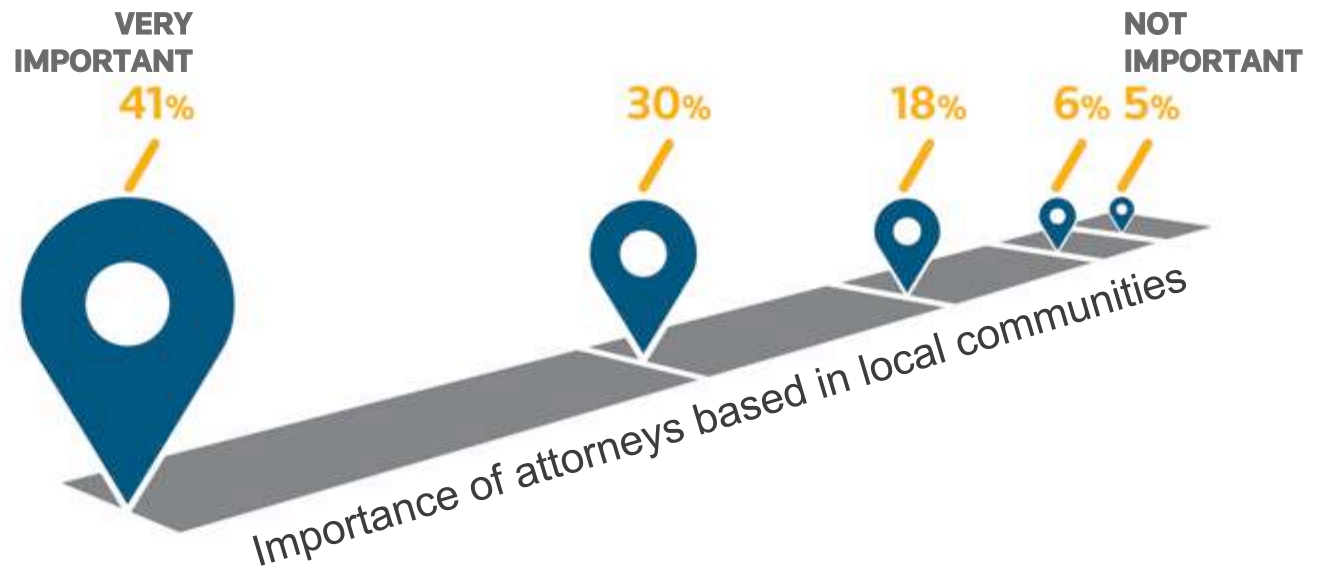 VERY
IMPORTANT
NOT
IMPORTANT
41%
30%
18%
6%
5%
Importance of attorneys based in local communities